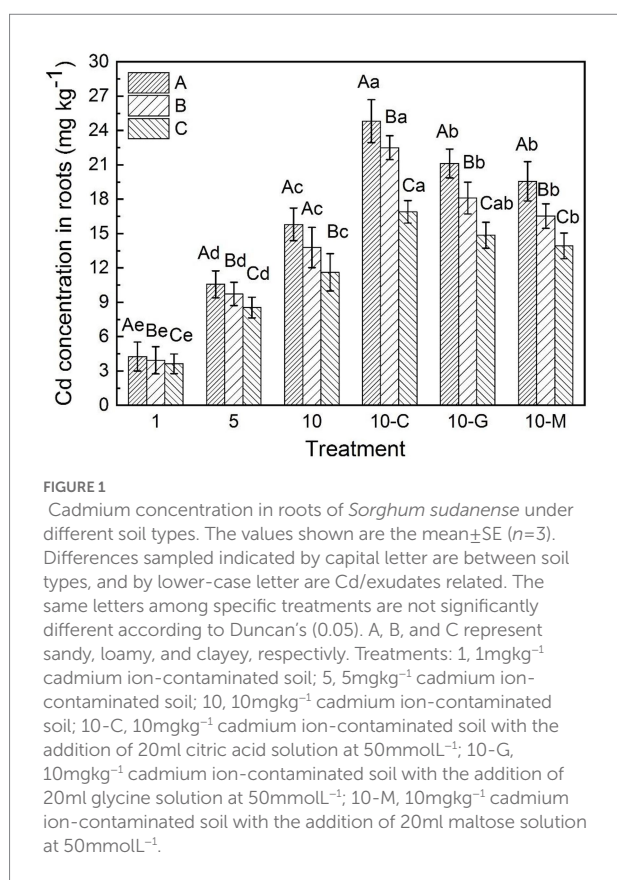 Cd concentration in roots (mg kg⁻¹)
30
27
24
21
18
15
12
9
6
3
0
A
B
C
Ae Be Ce
Ad Bd Cd
Ac Ac Bc
Aa Ba Ca
Ab Bb Cab
Ab Bb Cb
1 5 10 10-C 10-G 10-M
Treatment
FIGURE 1
Cadmium concentration in roots of Sorghum sudanense under
different soil types. The values shown are the mean±SE (n=3).
Differences sampled indicated by capital letter are between soil
types, and by lower-case letter are Cd/exudates related. The
same letters among specific treatments are not significantly
different according to Duncan's (0.05). A, B, and C represent
sandy, loamy, and clayey, respectivly. Treatments: 1, 1mgkg⁻¹
cadmium ion-contaminated soil; 5, 5mgkg⁻¹ cadmium ion-
contaminated soil; 10, 10mgkg⁻¹ cadmium ion-contaminated
soil; 10-C, 10mgkg⁻¹ cadmium ion-contaminated soil with the
addition of 20ml citric acid solution at 50mmolL⁻¹; 10-G,
10mgkg⁻¹ cadmium ion-contaminated soil with the addition of
20ml glycine solution at 50mmolL⁻¹; 10-M, 10mgkg⁻¹ cadmium
ion-contaminated soil with the addition of 20ml maltose solution
at 50mmolL⁻¹.